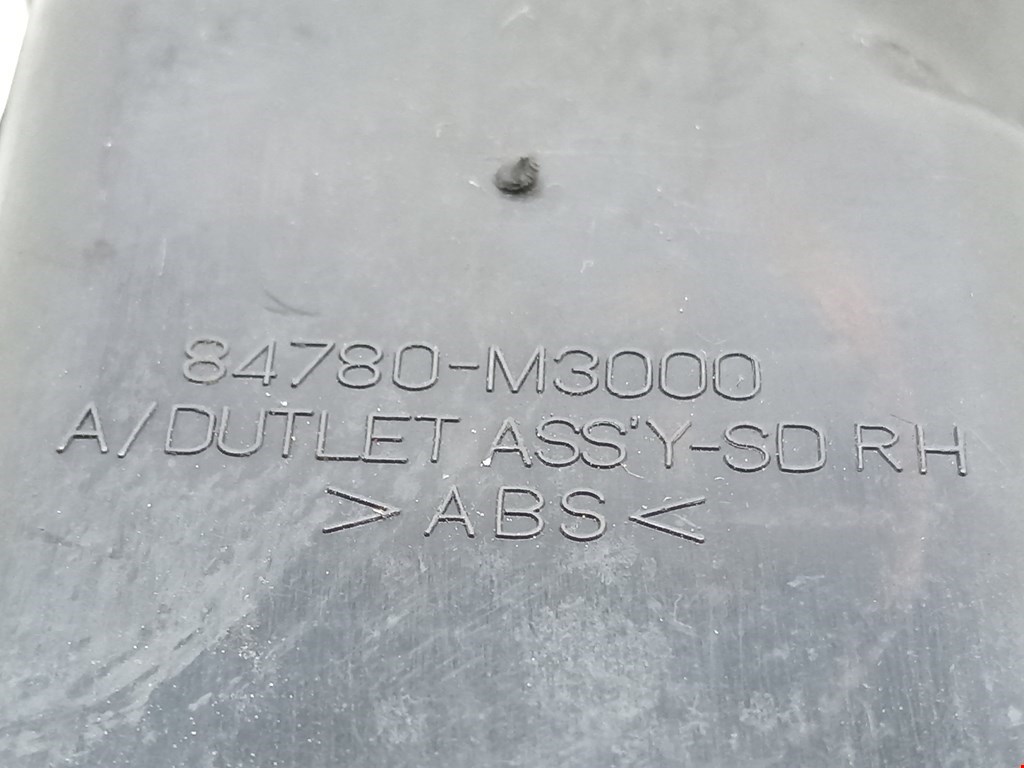 84780-M3000
A/DUTLET ASS'Y-SD RH
>ABS<